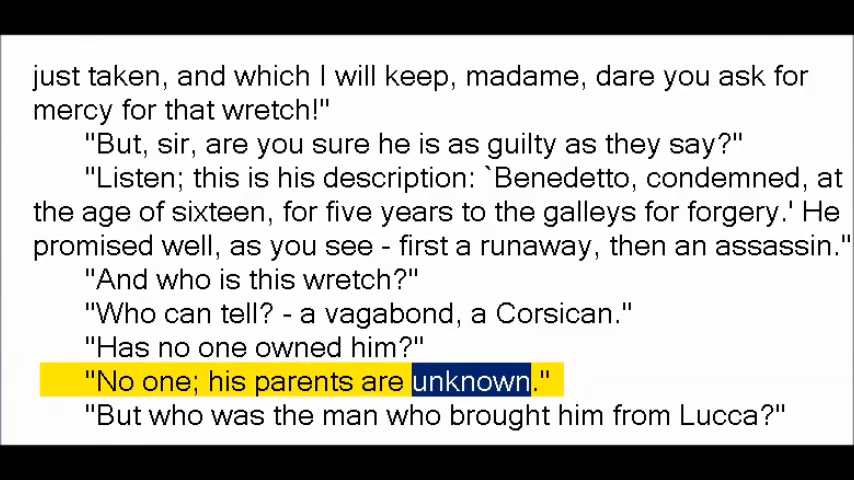 just taken, and which I will keep, madame, dare you ask for
mercy for that wretch!"
"But, sir, are you sure he is as guilty as they say?"
"Listen; this is his description: `Benedetto, condemned, at
the age of sixteen, for five years to the galleys for forgery.' He
promised well, as you see - first a runaway, then an assassin."
"And who is this wretch?"
"Who can tell? - a vagabond, a Corsican."
"Has no one owned him?"
"No one; his parents are unknown."
"But who was the man who brought him from Lucca?"